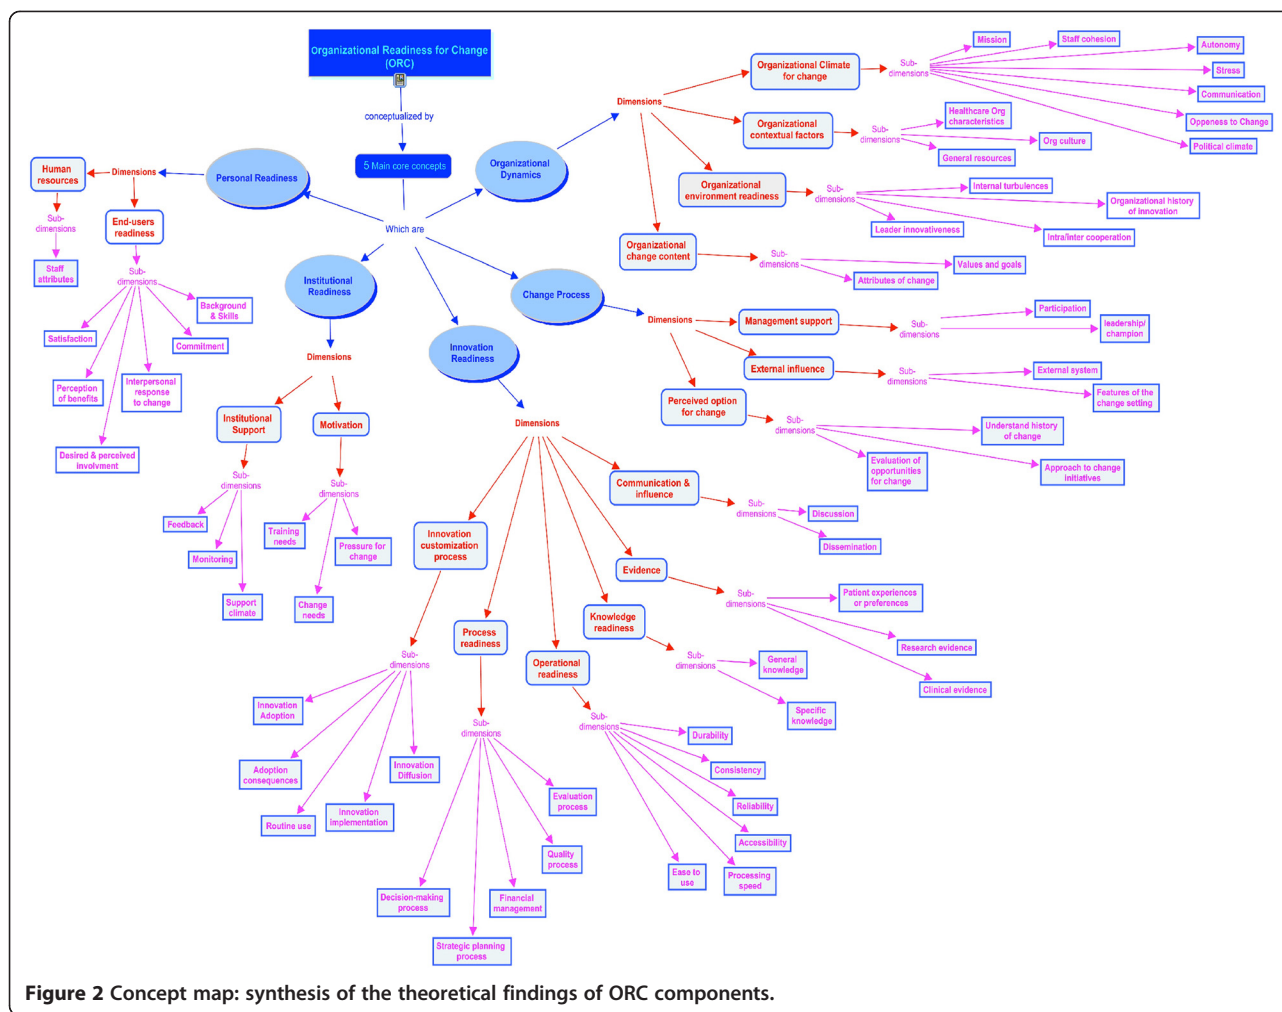 Organizational Readiness for Change
(ORC)
conceptualized by
5 Main core concepts
Which are
Personal Readiness
Dimensions
Human
resources
Sub-
dimensions
Staff
attributes
End-users
readiness
Sub-
dimensions
Background
& Skills
Commitment
Interpersonal
response
to change
Satisfaction
Perception
of benefits
Desired & perceived
involvment
Organizational
Dynamics
Dimensions
Organizational Climate
for change
Sub-
dimensions
Mission
Staff cohesion
Autonomy
Stress
Communication
Oppeness to Change
Political climate
Organizational
contextual factors
Sub-
dimensions
Healthcare Org
characteristics
Org culture
General resources
Organizational
environment readiness
Sub-
dimensions
Internal turbulences
Organizational history
of innovation
Intra/inter cooperation
Leader innovativeness
Organizational
change content
Sub-
dimensions
Values and goals
Attributes of change
Institutional
Readiness
Dimensions
Institutional
Support
Sub-
dimensions
Feedback
Monitoring
Support
climate
Motivation
Sub-
dimensions
Training
needs
Pressure for
change
Change
needs
Change Process
Dimensions
Management support
Sub-
dimensions
Participation
leadership/
champion
External influence
Sub-
dimensions
External system
Features of the
change setting
Perceived option
for change
Sub-
dimensions
Understand history
of change
Approach to change
initiatives
Evaluation of
opportunities
for change
Innovation
Readiness
Dimensions
Communication &
influence
Sub-
dimensions
Discussion
Dissemination
Evidence
Sub-
dimensions
Patient experiences
or preferences
Research evidence
Clinical evidence
Knowledge
readiness
Sub-
dimensions
General
knowledge
Specific
knowledge
Operational
readiness
Sub-
dimensions
Durability
Consistency
Reliability
Accessibility
Processing
speed
Ease to
use
Process
readiness
Sub-
dimensions
Evaluation
process
Quality
process
Financial
management
Strategic planning
process
Decision-making
process
Innovation
customization
process
Sub-
dimensions
Innovation
Adoption
Adoption
consequences
Routine use
Innovation
implementation
Innovation
Diffusion
Figure 2 Concept map: synthesis of the theoretical findings of ORC components.